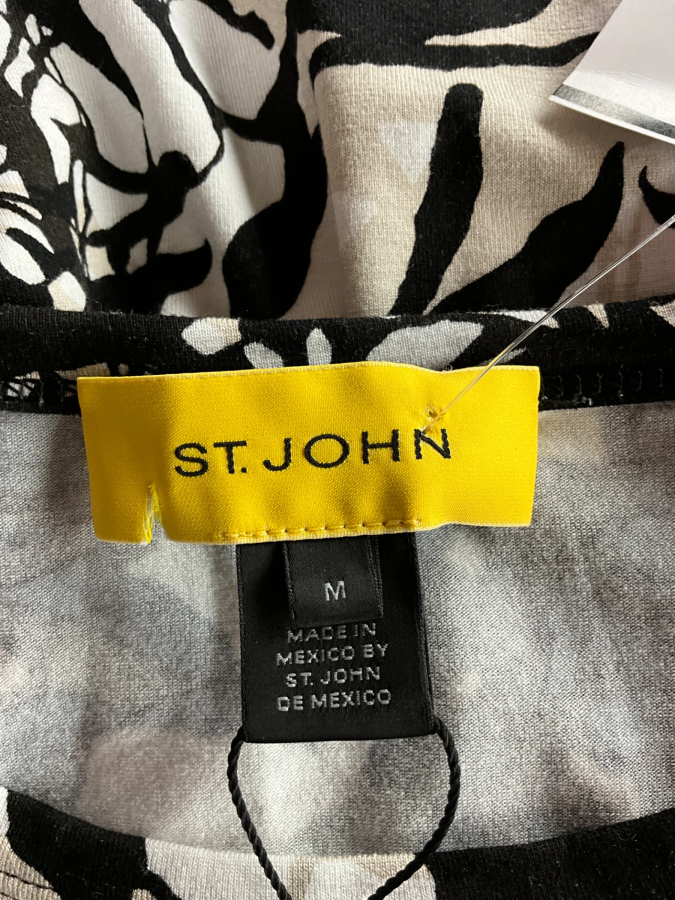 ST. JOHN
M
MADE IN
MEXICO BY
ST. JOHN
DE MEXICO